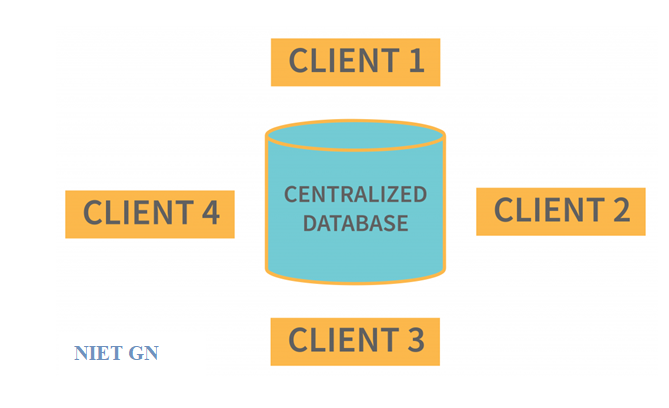 CLIENT 1
CENTRALIZED
DATABASE
CLIENT 4
CLIENT 2
CLIENT 3
NIET GN